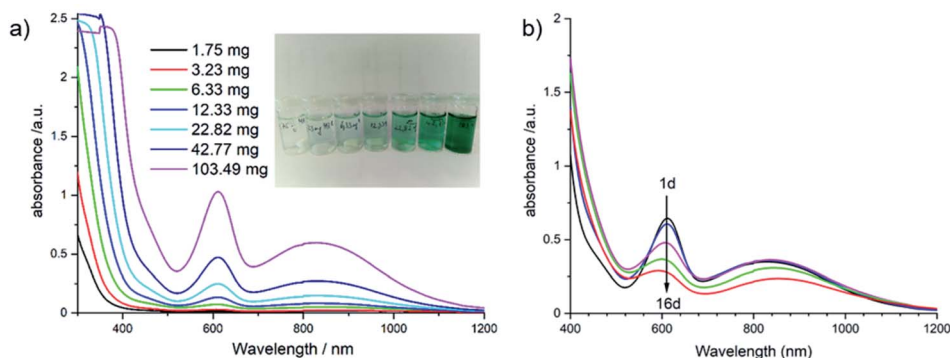 a)
absorbance /a.u.
2.5
2
1.5
1
0.5
0
400 600 800 1000 1200
Wavelength / nm
1.75 mg
3.23 mg
6.33 mg
12.33 mg
22.82 mg
42.77 mg
103.49 mg
b)
absorbance /a.u.
2
1.5
1
0.5
0
400 600 800 1000 1200
Wavelength (nm)
1d
16d